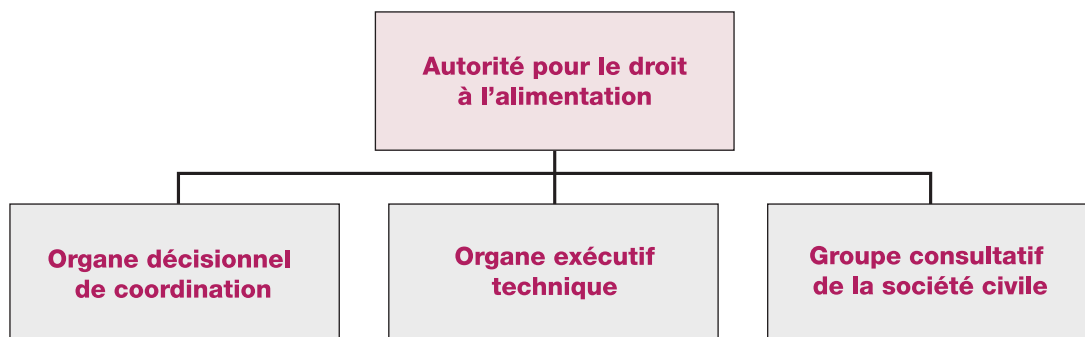 Autorité pour le droit
à l’alimentation
Organe décisionnel
de coordination
Organe exécutif
technique
Groupe consultatif
de la société civile